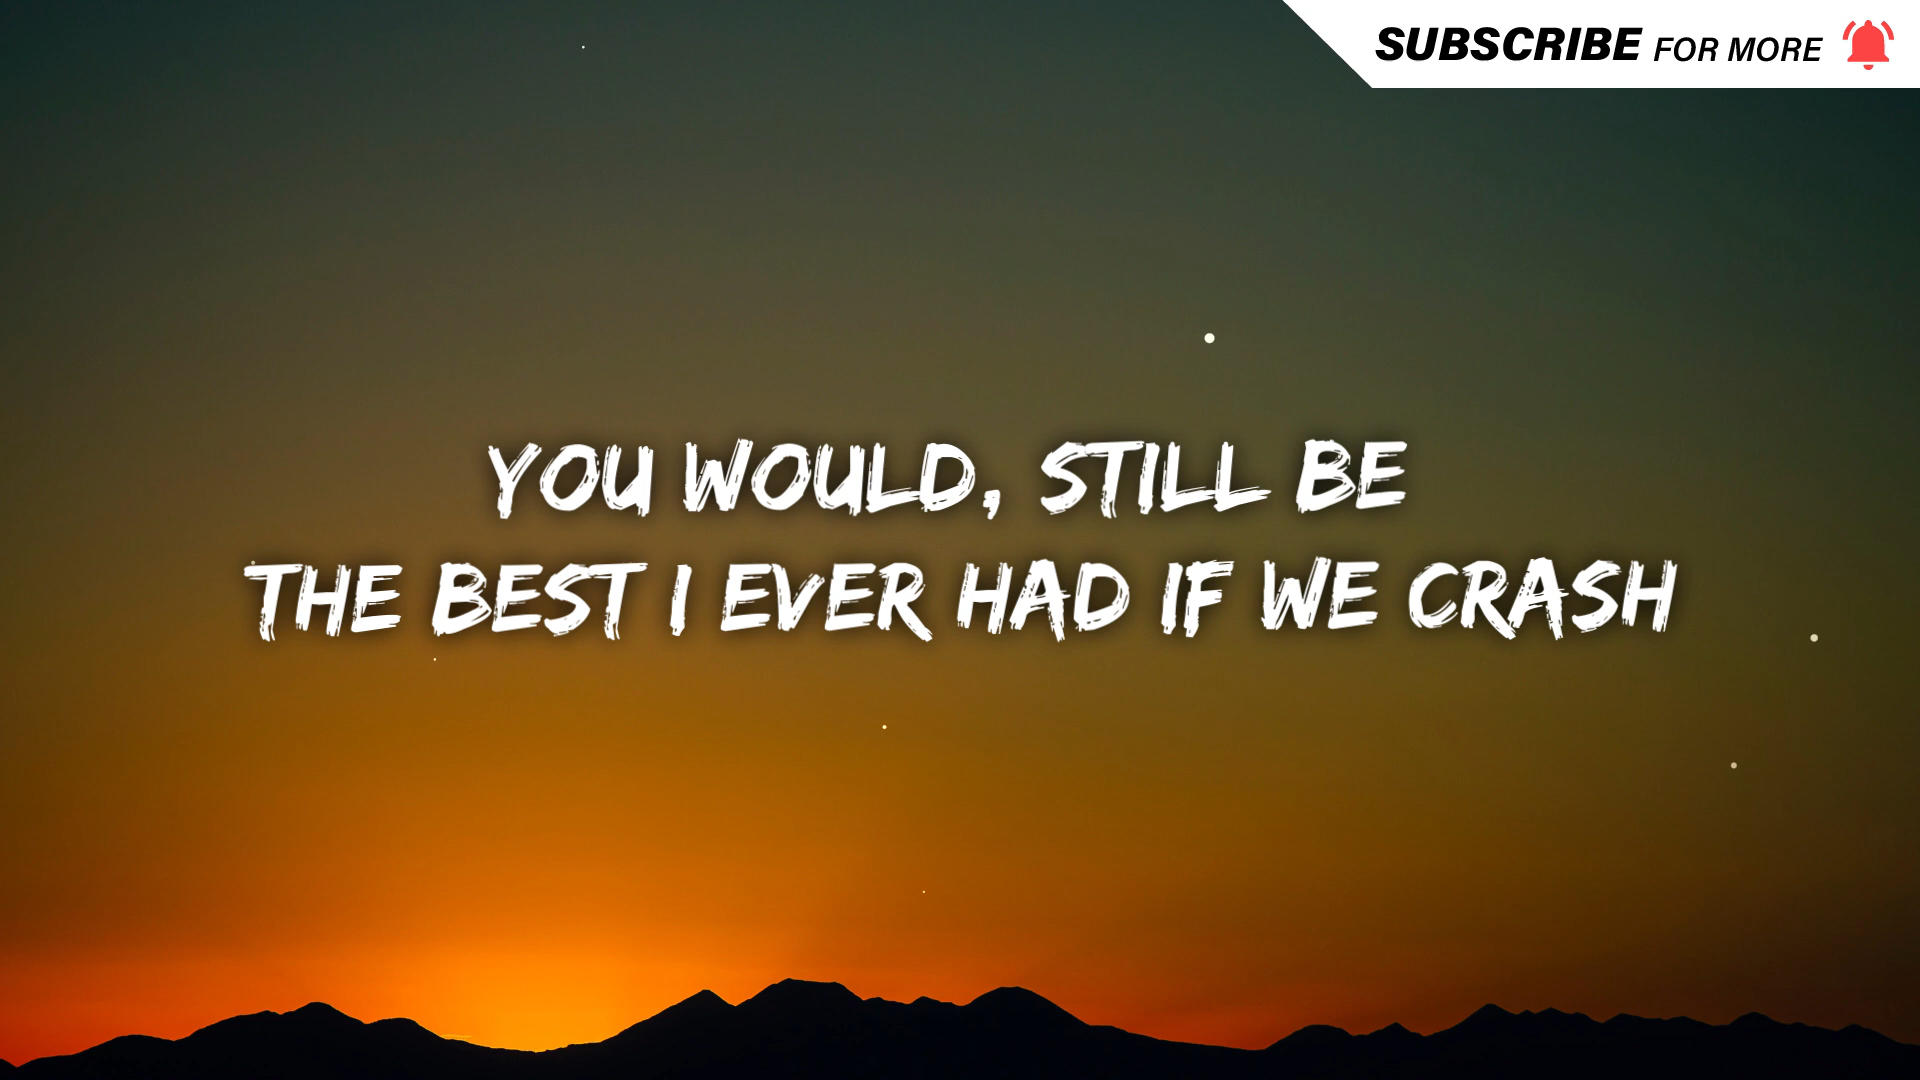 SUBSCRIBE FOR MORE
YOU WOULD, STILL BE
THE BEST I EVER HAD IF WE CRASH